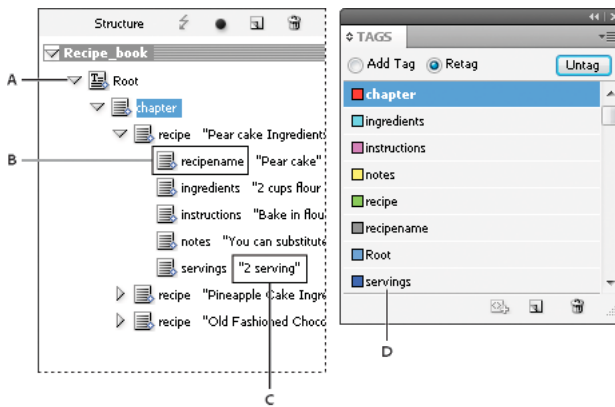 Structure
Recipe_book
A
Root
chapter
recipe "Pear cake Ingredient
B
recipename "Pear cake"
ingredients "2 cups flour
instructions "Bake in flou
notes "You can substitute
servings "2 serving"
recipe "Pineapple Cake Ingre
recipe "Old Fashioned Choco
C
TAGS
Add Tag Retag Untag
chapter
ingredients
instructions
notes
recipe
recipename
Root
servings
D